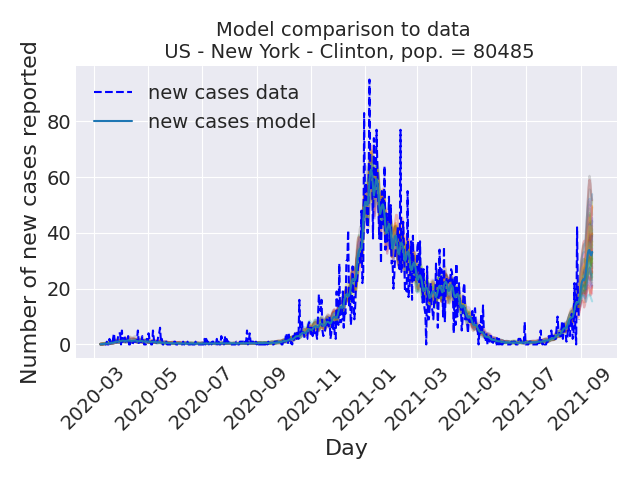 Model comparison to data
US - New York - Clinton, pop. = 80485
Number of new cases reported
new cases data
new cases model
80
60
40
20
0
2020-03
2020-05
2020-07
2020-09
2020-11
2021-01
2021-03
2021-05
2021-07
2021-09
Day